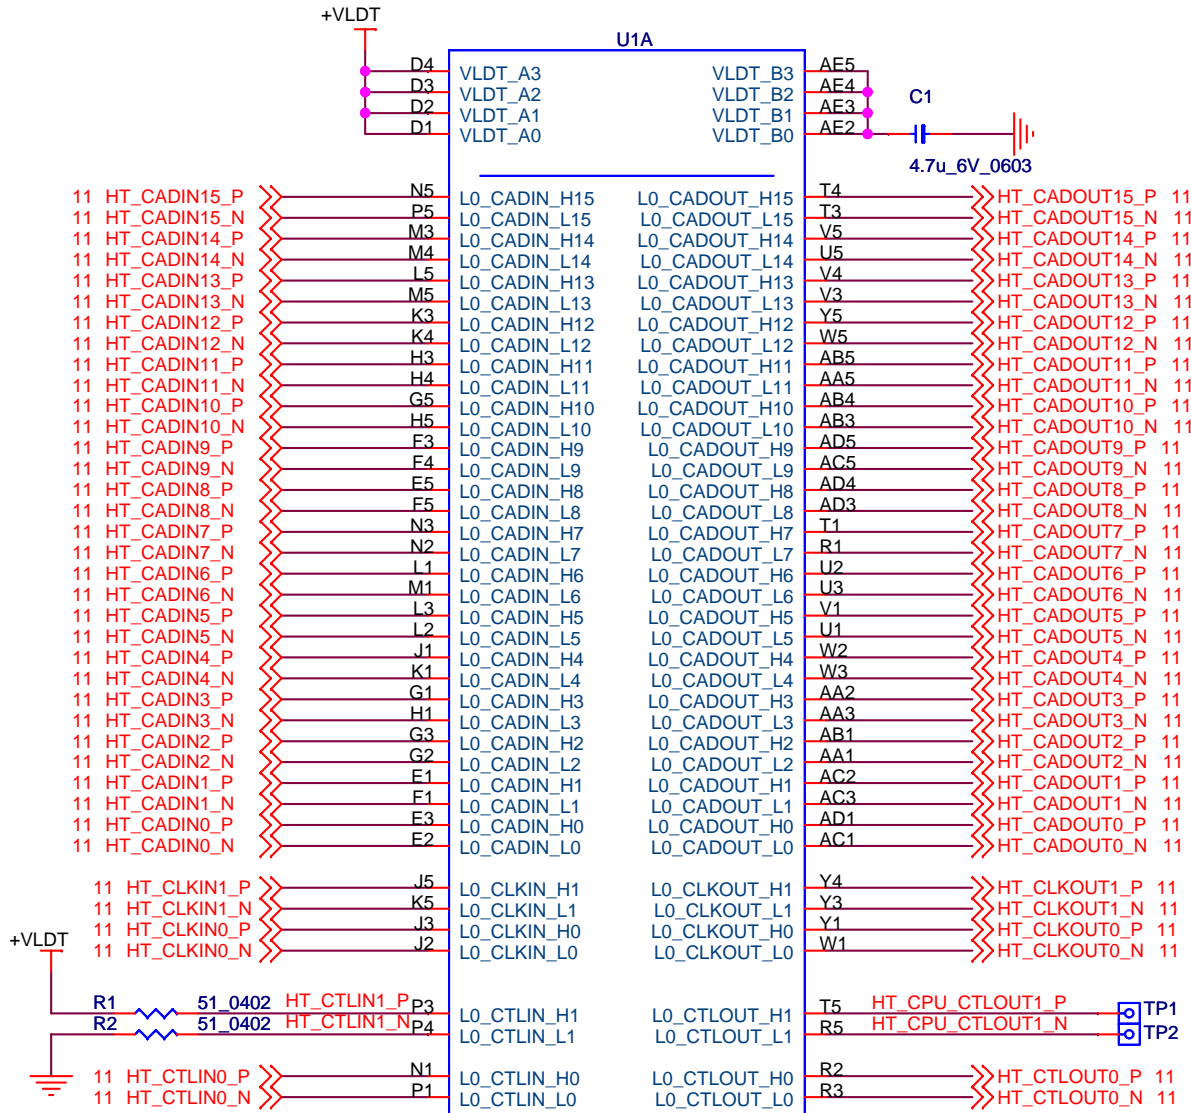 +VLDT
U1A
D4 VLDT_A3 VLDT_B3 AE5
D3 VLDT_A2 VLDT_B2 AE4
D2 VLDT_A1 VLDT_B1 AE3
D1 VLDT_A0 VLDT_B0 AE2
C1
4.7u_6V_0603
11 HT_CADIN15_P N5 L0_CADIN_H15 L0_CADOUT_H15 T4 HT_CADOUT15_P 11
11 HT_CADIN15_N P5 L0_CADIN_L15 L0_CADOUT_L15 T3 HT_CADOUT15_N 11
11 HT_CADIN14_P M3 L0_CADIN_H14 L0_CADOUT_H14 V5 HT_CADOUT14_P 11
11 HT_CADIN14_N M4 L0_CADIN_L14 L0_CADOUT_L14 U5 HT_CADOUT14_N 11
11 HT_CADIN13_P L5 L0_CADIN_H13 L0_CADOUT_H13 V4 HT_CADOUT13_P 11
11 HT_CADIN13_N M5 L0_CADIN_L13 L0_CADOUT_L13 V3 HT_CADOUT13_N 11
11 HT_CADIN12_P K3 L0_CADIN_H12 L0_CADOUT_H12 Y5 HT_CADOUT12_P 11
11 HT_CADIN12_N K4 L0_CADIN_L12 L0_CADOUT_L12 W5 HT_CADOUT12_N 11
11 HT_CADIN11_P H3 L0_CADIN_H11 L0_CADOUT_H11 AB5 HT_CADOUT11_P 11
11 HT_CADIN11_N H4 L0_CADIN_L11 L0_CADOUT_L11 AA5 HT_CADOUT11_N 11
11 HT_CADIN10_P G5 L0_CADIN_H10 L0_CADOUT_H10 AB4 HT_CADOUT10_P 11
11 HT_CADIN10_N H5 L0_CADIN_L10 L0_CADOUT_L10 AB3 HT_CADOUT10_N 11
11 HT_CADIN9_P F3 L0_CADIN_H9 L0_CADOUT_H9 AD5 HT_CADOUT9_P 11
11 HT_CADIN9_N F4 L0_CADIN_L9 L0_CADOUT_L9 AC5 HT_CADOUT9_N 11
11 HT_CADIN8_P E5 L0_CADIN_H8 L0_CADOUT_H8 AD4 HT_CADOUT8_P 11
11 HT_CADIN8_N F5 L0_CADIN_L8 L0_CADOUT_L8 AD3 HT_CADOUT8_N 11
11 HT_CADIN7_P N3 L0_CADIN_H7 L0_CADOUT_H7 T1 HT_CADOUT7_P 11
11 HT_CADIN7_N N2 L0_CADIN_L7 L0_CADOUT_L7 R1 HT_CADOUT7_N 11
11 HT_CADIN6_P L1 L0_CADIN_H6 L0_CADOUT_H6 U2 HT_CADOUT6_P 11
11 HT_CADIN6_N M1 L0_CADIN_L6 L0_CADOUT_L6 U3 HT_CADOUT6_N 11
11 HT_CADIN5_P L3 L0_CADIN_H5 L0_CADOUT_H5 V1 HT_CADOUT5_P 11
11 HT_CADIN5_N L2 L0_CADIN_L5 L0_CADOUT_L5 U1 HT_CADOUT5_N 11
11 HT_CADIN4_P J1 L0_CADIN_H4 L0_CADOUT_H4 W2 HT_CADOUT4_P 11
11 HT_CADIN4_N K1 L0_CADIN_L4 L0_CADOUT_L4 W3 HT_CADOUT4_N 11
11 HT_CADIN3_P G1 L0_CADIN_H3 L0_CADOUT_H3 AA2 HT_CADOUT3_P 11
11 HT_CADIN3_N H1 L0_CADIN_L3 L0_CADOUT_L3 AA3 HT_CADOUT3_N 11
11 HT_CADIN2_P G3 L0_CADIN_H2 L0_CADOUT_H2 AB1 HT_CADOUT2_P 11
11 HT_CADIN2_N G2 L0_CADIN_L2 L0_CADOUT_L2 AA1 HT_CADOUT2_N 11
11 HT_CADIN1_P E1 L0_CADIN_H1 L0_CADOUT_H1 AC2 HT_CADOUT1_P 11
11 HT_CADIN1_N F1 L0_CADIN_L1 L0_CADOUT_L1 AC3 HT_CADOUT1_N 11
11 HT_CADIN0_P E3 L0_CADIN_H0 L0_CADOUT_H0 AD1 HT_CADOUT0_P 11
11 HT_CADIN0_N E2 L0_CADIN_L0 L0_CADOUT_L0 AC1 HT_CADOUT0_N 11
11 HT_CLKIN1_P J5 L0_CLKIN_H1 L0_CLKOUT_H1 Y4 HT_CLKOUT1_P 11
11 HT_CLKIN1_N K5 L0_CLKIN_L1 L0_CLKOUT_L1 Y3 HT_CLKOUT1_N 11
11 HT_CLKIN0_P J3 L0_CLKIN_H0 L0_CLKOUT_H0 Y1 HT_CLKOUT0_P 11
11 HT_CLKIN0_N J2 L0_CLKIN_L0 L0_CLKOUT_L0 W1 HT_CLKOUT0_N 11
+VLDT
R1 51_0402 HT_CTLIN1_P P3 L0_CTLIN_H1 L0_CTLOUT_H1 T5 HT_CPU_CTLOUT1_P TP1
R2 51_0402 HT_CTLIN1_N P4 L0_CTLIN_L1 L0_CTLOUT_L1 R5 HT_CPU_CTLOUT1_N TP2
11 HT_CTLIN0_P N1 L0_CTLIN_H0 L0_CTLOUT_H0 R2 HT_CTLOUT0_P 11
11 HT_CTLIN0_N P1 L0_CTLIN_L0 L0_CTLOUT_L0 R3 HT_CTLOUT0_N 11